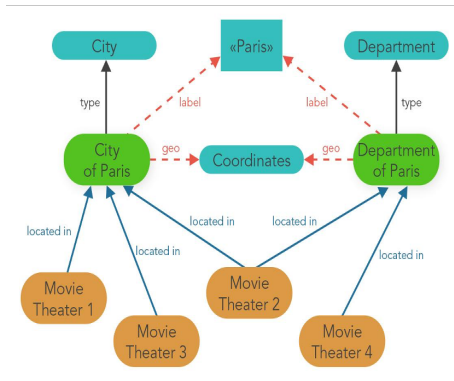 City
«Paris»
Department
type
label
label
type
City
of Paris
geo
Coordinates
geo
Department
of Paris
located in
located in
located in
located in
located in
Movie
Theater 1
Movie
Theater 2
Movie
Theater 3
Movie
Theater 4